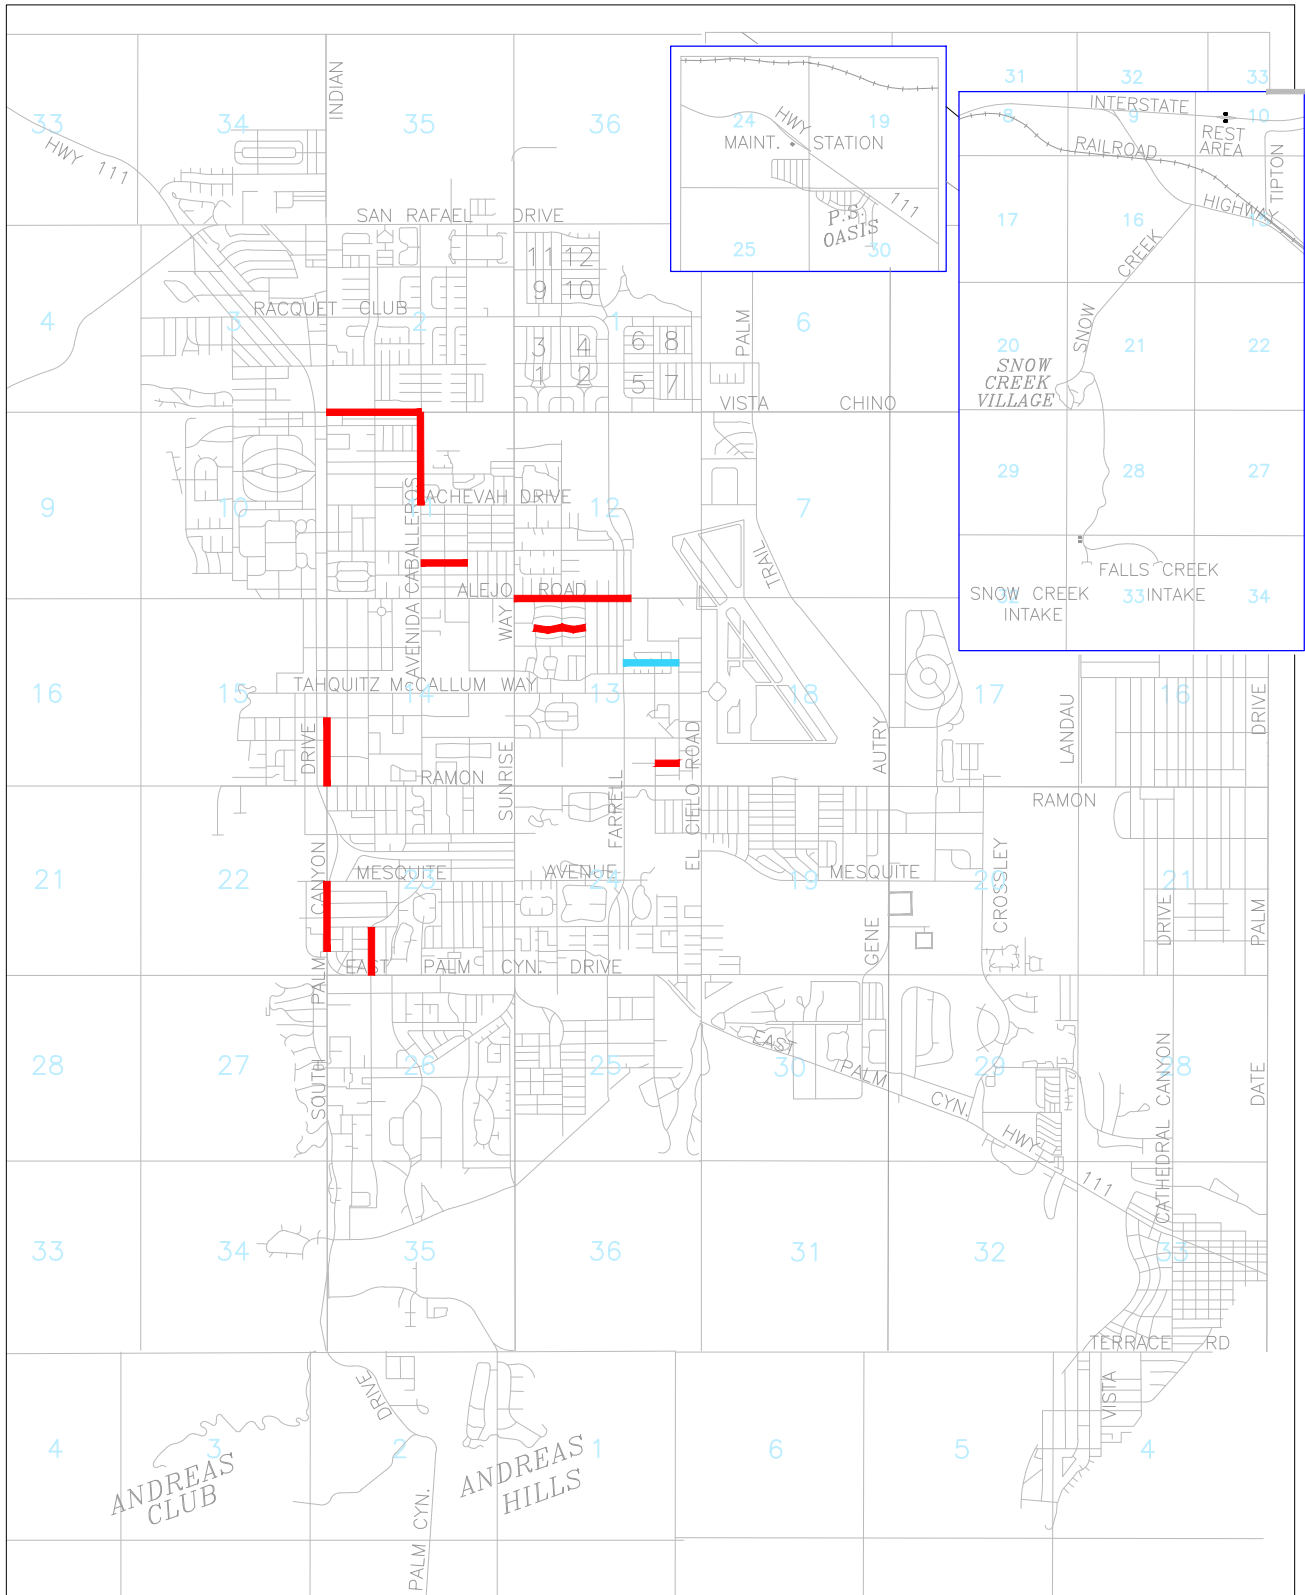 INDIAN
31
32
33
INTERSTATE
33
34
35
36
24
HWY
19
8
9
10
REST
AREA
HWY 111
MAINT. STATION
RAILROAD
TIPTON
SAN RAFAEL DRIVE
P.S.
OASIS
111
HIGHWAY
17
16
15
25
30
CREEK
11 12
9 10
RACQUET CLUB
4
3
2
1
6
PALM
SNOW
3 4 6 8
1 2 5 7
20
21
22
SNOW
CREEK
VILLAGE
VISTA CHINO
29
28
27
AVENIDA CABALLEROS
ACHEVAH DRIVE
9
10
11
12
7
TRAIL
ALEJO ROAD
FALLS CREEK
INTAKE
SNOW CREEK
INTAKE
32
33
34
WAY
TAHQUITZ McCALLUM WAY
16
15
14
13
18
17
16
DRIVE
SUNRISE
EL CIELO ROAD
AUTRY
LANDAU
DRIVE
RAMON
FARRELL
RAMON
21
22
23
24
19
20
21
CANYON
MESQUITE AVENUE
MESQUITE
CROSSLEY
GENE
DRIVE
PALM
EAST PALM CYN. DRIVE
SOUTH PALM
28
27
26
25
30
29
28
EAST PALM CYN.
HWY 111
CATHEDRAL CANYON
DATE
33
34
35
36
31
32
33
TERRACE RD
DRIVE
VISTA
4
3
2
1
6
5
4
ANDREAS
CLUB
ANDREAS
HILLS
PALM CYN.